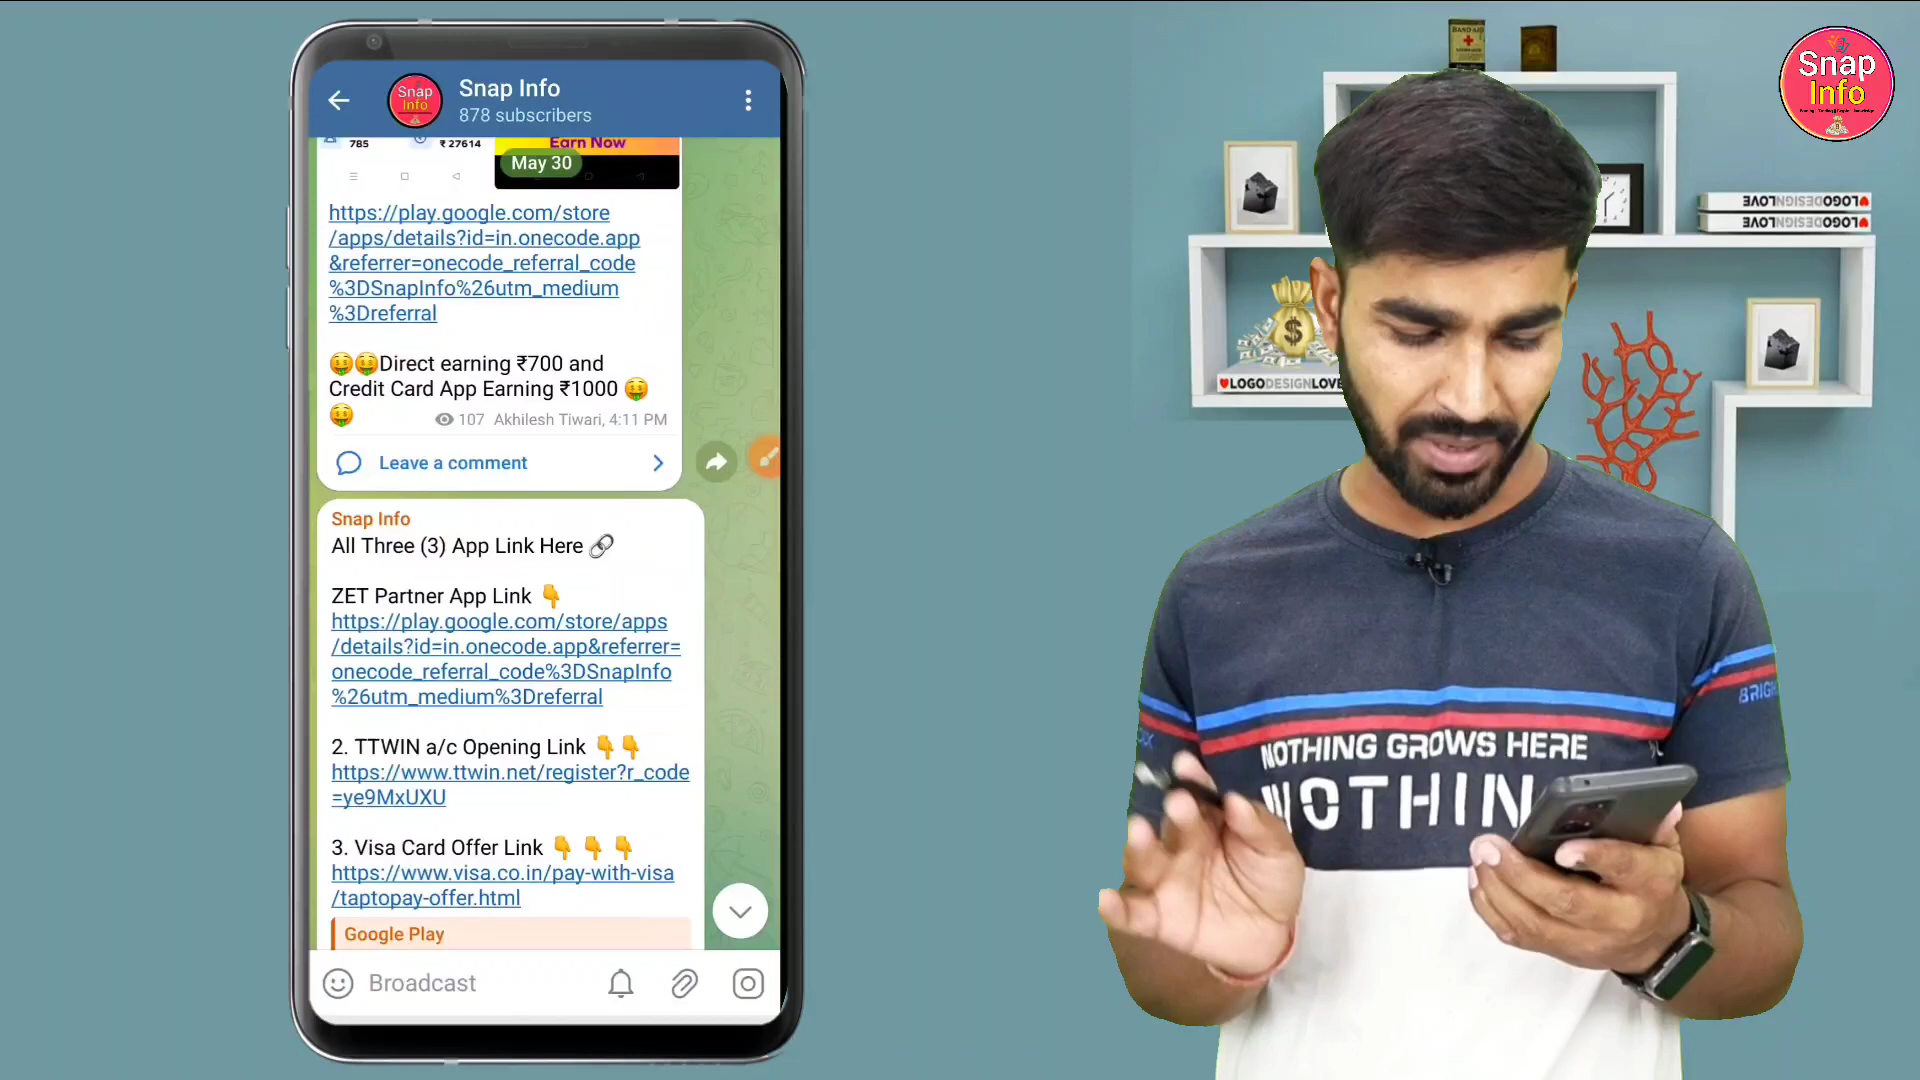 Snap Info
878 subscribers
785
₹ 27614
Earn Now
May 30
https://play.google.com/store
/apps/details?id=in.onecode.app
&referrer=onecode_referral_code
%3DSnapInfo%26utm_medium
%3Dreferral
🤑🤑Direct earning ₹700 and
Credit Card App Earning ₹1000 🤑
🤑
107 Akhilesh Tiwari, 4:11 PM
Leave a comment
Snap Info
All Three (3) App Link Here 🔗
ZET Partner App Link 👇
https://play.google.com/store/apps
/details?id=in.onecode.app&referrer=
onecode_referral_code%3DSnapInfo
%26utm_medium%3Dreferral
2. TTWIN a/c Opening Link 👇👇
https://www.ttwin.net/register?r_code
=ye9MxUXU
3. Visa Card Offer Link 👇 👇 👇
https://www.visa.co.in/pay-with-visa
/taptopay-offer.html
Google Play
Broadcast
Snap
Info
BAND-AID
LOGODESIGNLOVE
LOGODESIGNLOVE
LOGODESIGNLOVE
NOTHING GROWS HERE
NOTHIN
BRIGH
Snap
Info